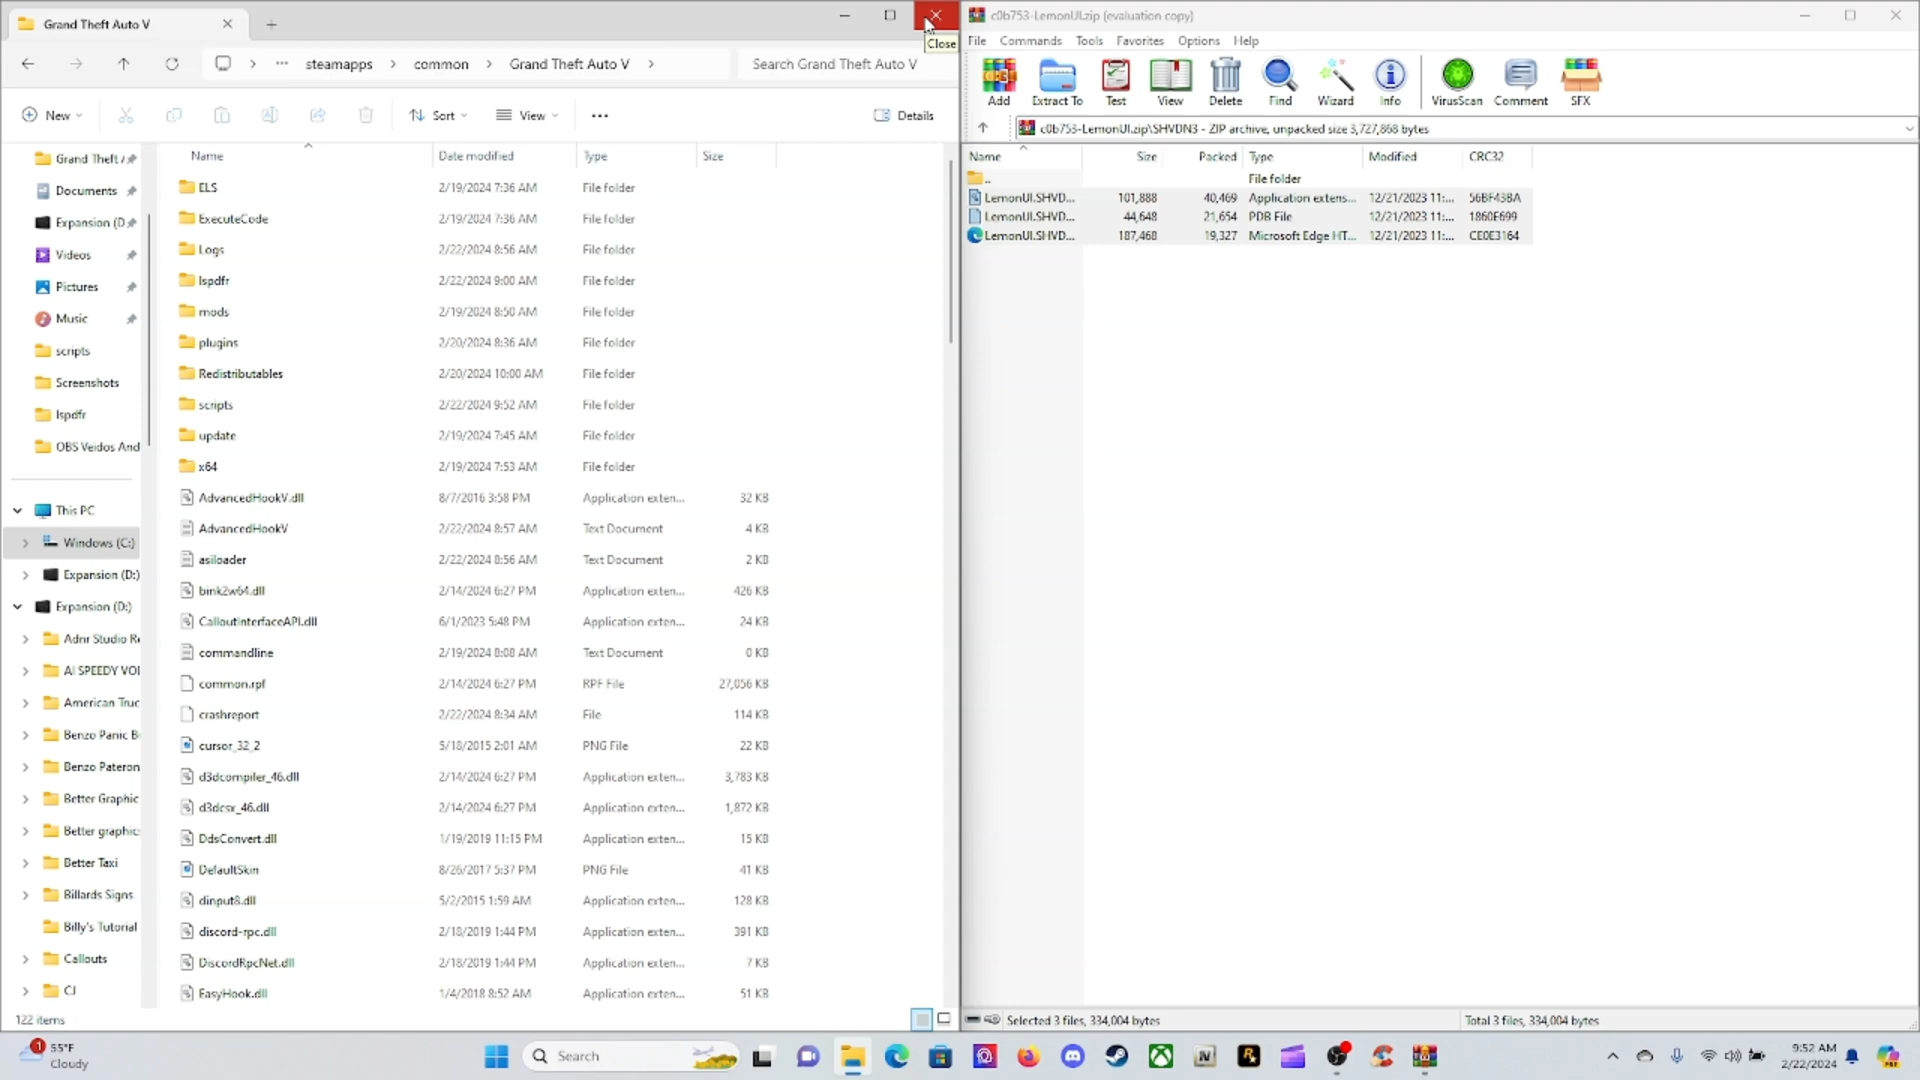 Grand Theft Auto V
Close
steamapps
common
Grand Theft Auto V
Search Grand Theft Auto V
New
Sort
View
Details
Name
Date modified
Type
Size
Grand Theft A
Documents
Expansion (D
Videos
Pictures
Music
scripts
Screenshots
lspdfr
OBS Veidos And
This PC
Windows (C:)
Expansion (D:)
Expansion (D:)
Adnr Studio Re
AI SPEEDY VOI
American Truc
Benzo Panic B
Benzo Pateron
Better Graphic
Better graphic
Better Taxi
Billards Signs
Billy's Tutorial
Callouts
CJ
ELS 2/19/2024 7:36 AM File folder
ExecuteCode 2/19/2024 7:36 AM File folder
Logs 2/22/2024 8:56 AM File folder
lspdfr 2/22/2024 9:00 AM File folder
mods 2/19/2024 8:50 AM File folder
plugins 2/20/2024 8:36 AM File folder
Redistributables 2/20/2024 10:00 AM File folder
scripts 2/22/2024 9:52 AM File folder
update 2/19/2024 7:45 AM File folder
x64 2/19/2024 7:53 AM File folder
AdvancedHookV.dll 8/7/2016 3:58 PM Application exten... 32 KB
AdvancedHookV 2/22/2024 8:57 AM Text Document 4 KB
asiloader 2/22/2024 8:56 AM Text Document 2 KB
bink2w64.dll 2/14/2024 6:27 PM Application exten... 426 KB
CalloutInterfaceAPI.dll 6/1/2023 5:48 PM Application exten... 24 KB
commandline 2/19/2024 8:08 AM Text Document 0 KB
common.rpf 2/14/2024 6:27 PM RPF File 27,056 KB
crashreport 2/22/2024 8:34 AM File 114 KB
cursor_32_2 5/18/2015 2:01 AM PNG File 22 KB
d3dcompiler_46.dll 2/14/2024 6:27 PM Application exten... 3,783 KB
d3dcsx_46.dll 2/14/2024 6:27 PM Application exten... 1,872 KB
DdsConvert.dll 1/19/2019 11:15 PM Application exten... 15 KB
DefaultSkin 8/26/2017 5:37 PM PNG File 41 KB
dinput8.dll 5/2/2015 1:59 AM Application exten... 128 KB
discord-rpc.dll 2/18/2019 1:44 PM Application exten... 391 KB
DiscordRpcNet.dll 2/18/2019 1:44 PM Application exten... 7 KB
EasyHook.dll 1/4/2018 8:52 AM Application exten... 51 KB
122 items
c0b753-LemonUI.zip (evaluation copy)
File Commands Tools Favorites Options Help
Add Extract To Test View Delete Find Wizard Info VirusScan Comment SFX
c0b753-LemonUI.zip\SHVDN3 - ZIP archive, unpacked size 3,727,868 bytes
Name Size Packed Type Modified CRC32
.. File folder
LemonUI.SHVD... 101,888 40,469 Application extens... 12/21/2023 11:... 56BF43BA
LemonUI.SHVD... 44,648 21,654 PDB File 12/21/2023 11:... 1860E699
LemonUI.SHVD... 187,468 19,327 Microsoft Edge HT... 12/21/2023 11:... CE0E3164
Selected 3 files, 334,004 bytes
Total 3 files, 334,004 bytes
1
55°F
Cloudy
Search
9:52 AM
2/22/2024